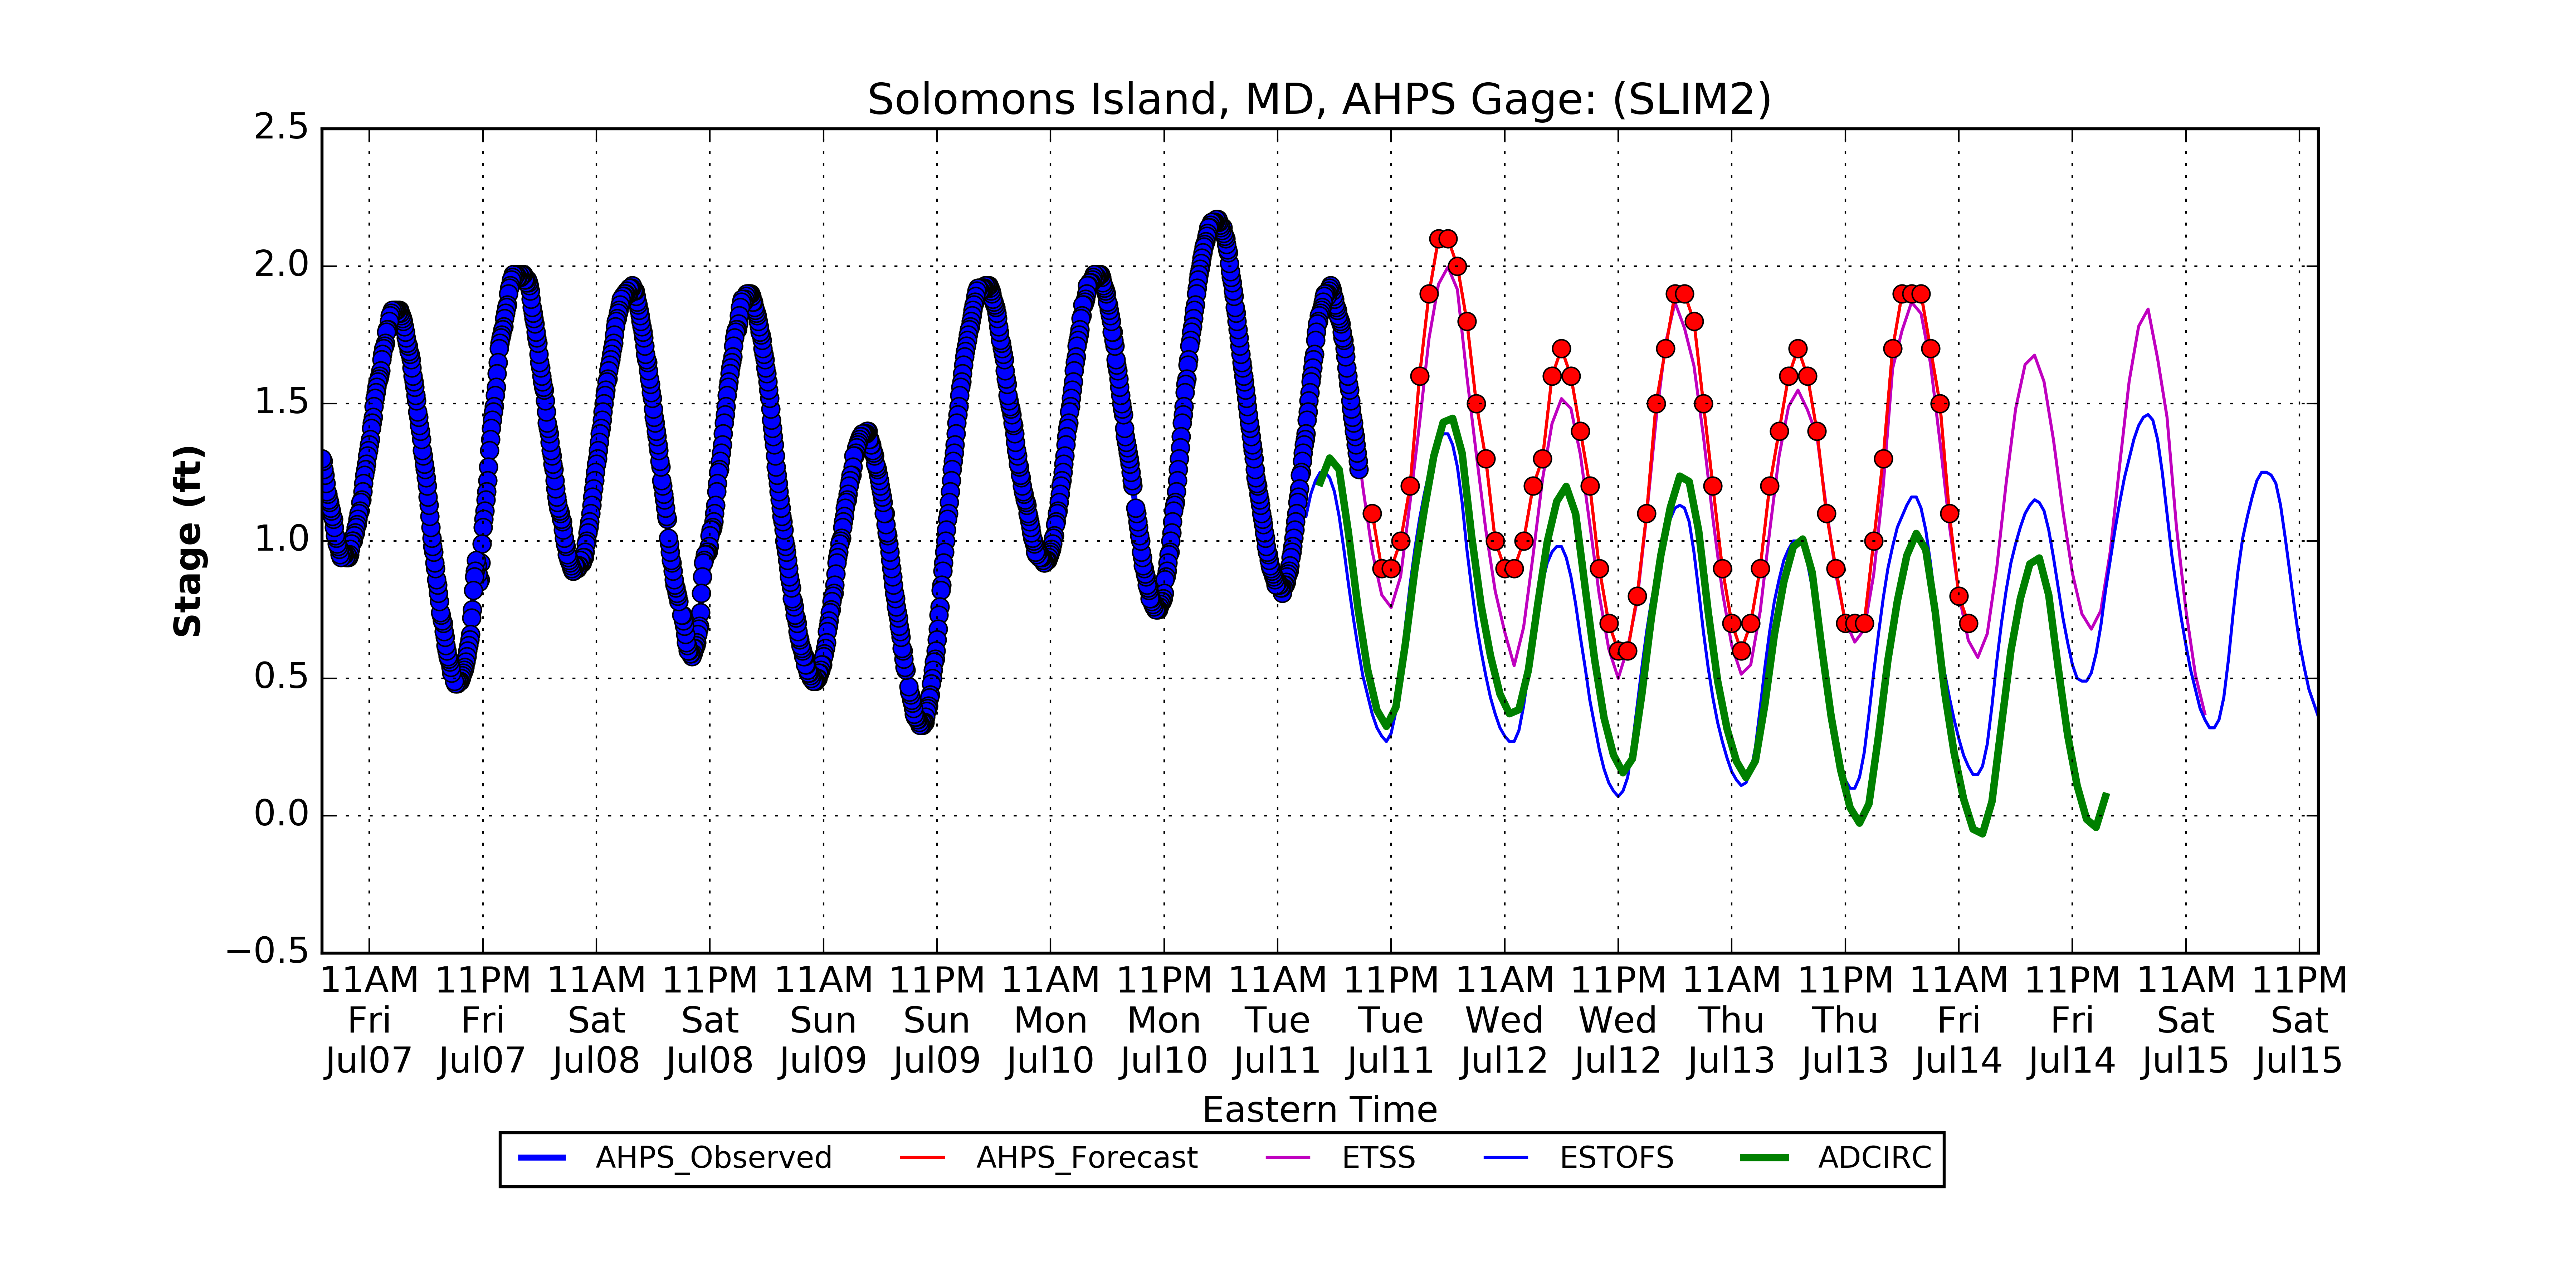 Solomons Island, MD, AHPS Gage: (SLIM2)
2.5
2.0
1.5
1.0
0.5
0.0
−0.5
Stage (ft)
11AM 11PM 11AM 11PM 11AM 11PM 11AM 11PM 11AM 11PM 11AM 11PM 11AM 11PM 11AM 11PM 11AM 11PM
Fri Fri Sat Sat Sun Sun Mon Mon Tue Tue Wed Wed Thu Thu Fri Fri Sat Sat
Jul07 Jul07 Jul08 Jul08 Jul09 Jul09 Jul10 Jul10 Jul11 Jul11 Jul12 Jul12 Jul13 Jul13 Jul14 Jul14 Jul15 Jul15
Eastern Time
AHPS_Observed AHPS_Forecast ETSS ESTOFS ADCIRC